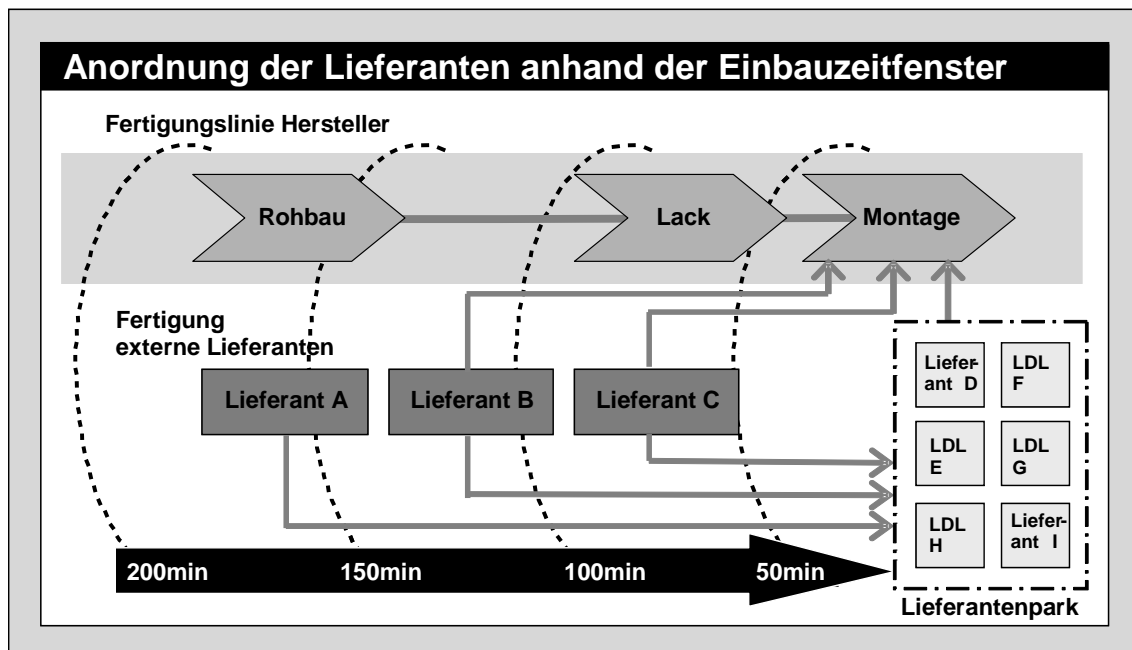 Anordnung der Lieferanten anhand der Einbauzeitfenster
Fertigungslinie Hersteller
Rohbau
Lack
Montage
Fertigung
externe Lieferanten
Lieferant A
Lieferant B
Lieferant C
Liefer-
ant D
LDL
F
LDL
E
LDL
G
LDL
H
Liefer-
ant I
200min
150min
100min
50min
Lieferantenpark